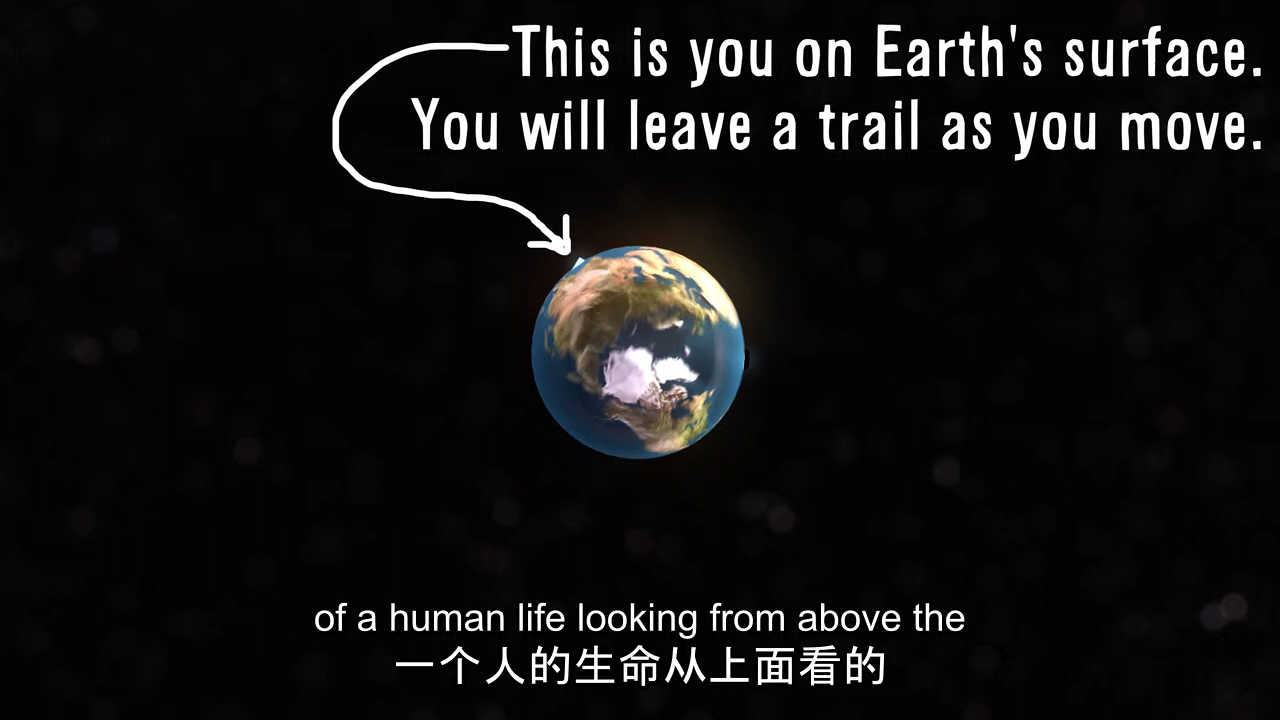 This is you on Earth's surface.
You will leave a trail as you move.
of a human life looking from above the
一个人的生命从上面看的